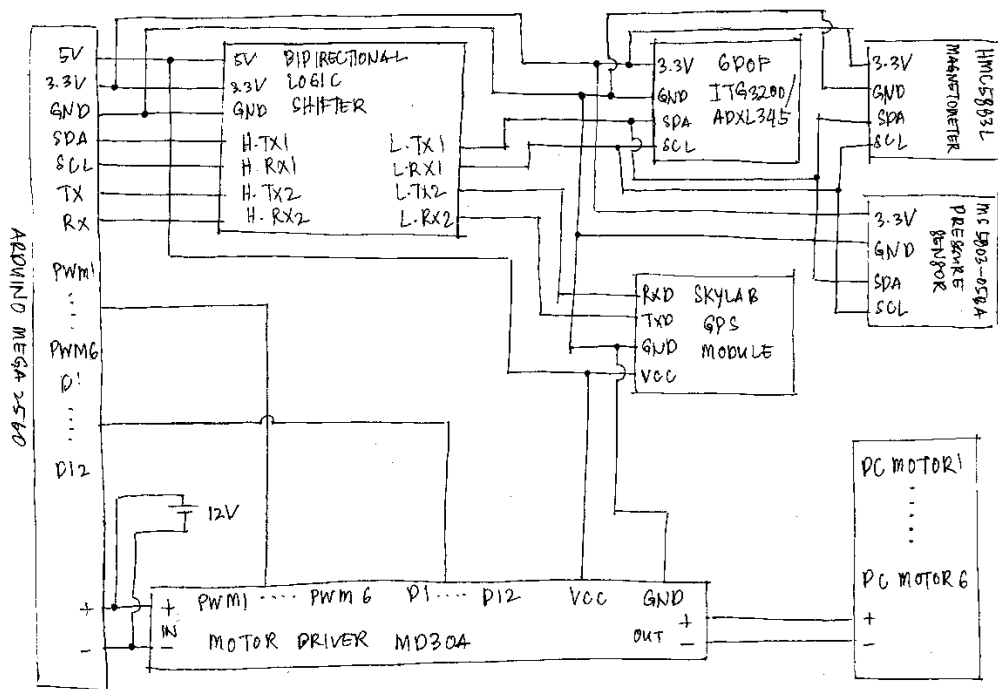 ARDUINO MEGA 2560
5V
3.3V
GND
SDA
SCL
TX
RX
PWM1
.....
PWM6
D1
.....
D12
+
-
12V
BIDIRECTIONAL
LOGIC
SHIFTER
5V
3.3V
GND
H.TX1
H.RX1
H.TX2
H.RX2
L.TX1
L.RX1
L.TX2
L.RX2
6DOF
ITG3200/
ADXL345
3.3V
GND
SDA
SCL
HMC5883L
MAGNETOMETER
3.3V
GND
SDA
SCL
MS5803-05BA
PRESSURE
SENSOR
3.3V
GND
SDA
SCL
SKYLAB
GPS
MODULE
RXD
TXD
GND
VCC
DC MOTOR1
......
DC MOTOR6
+
-
PWM1 ..... PWM6 D1 .... D12 VCC GND
+
IN
-
MOTOR DRIVER MD30A
OUT
+
-